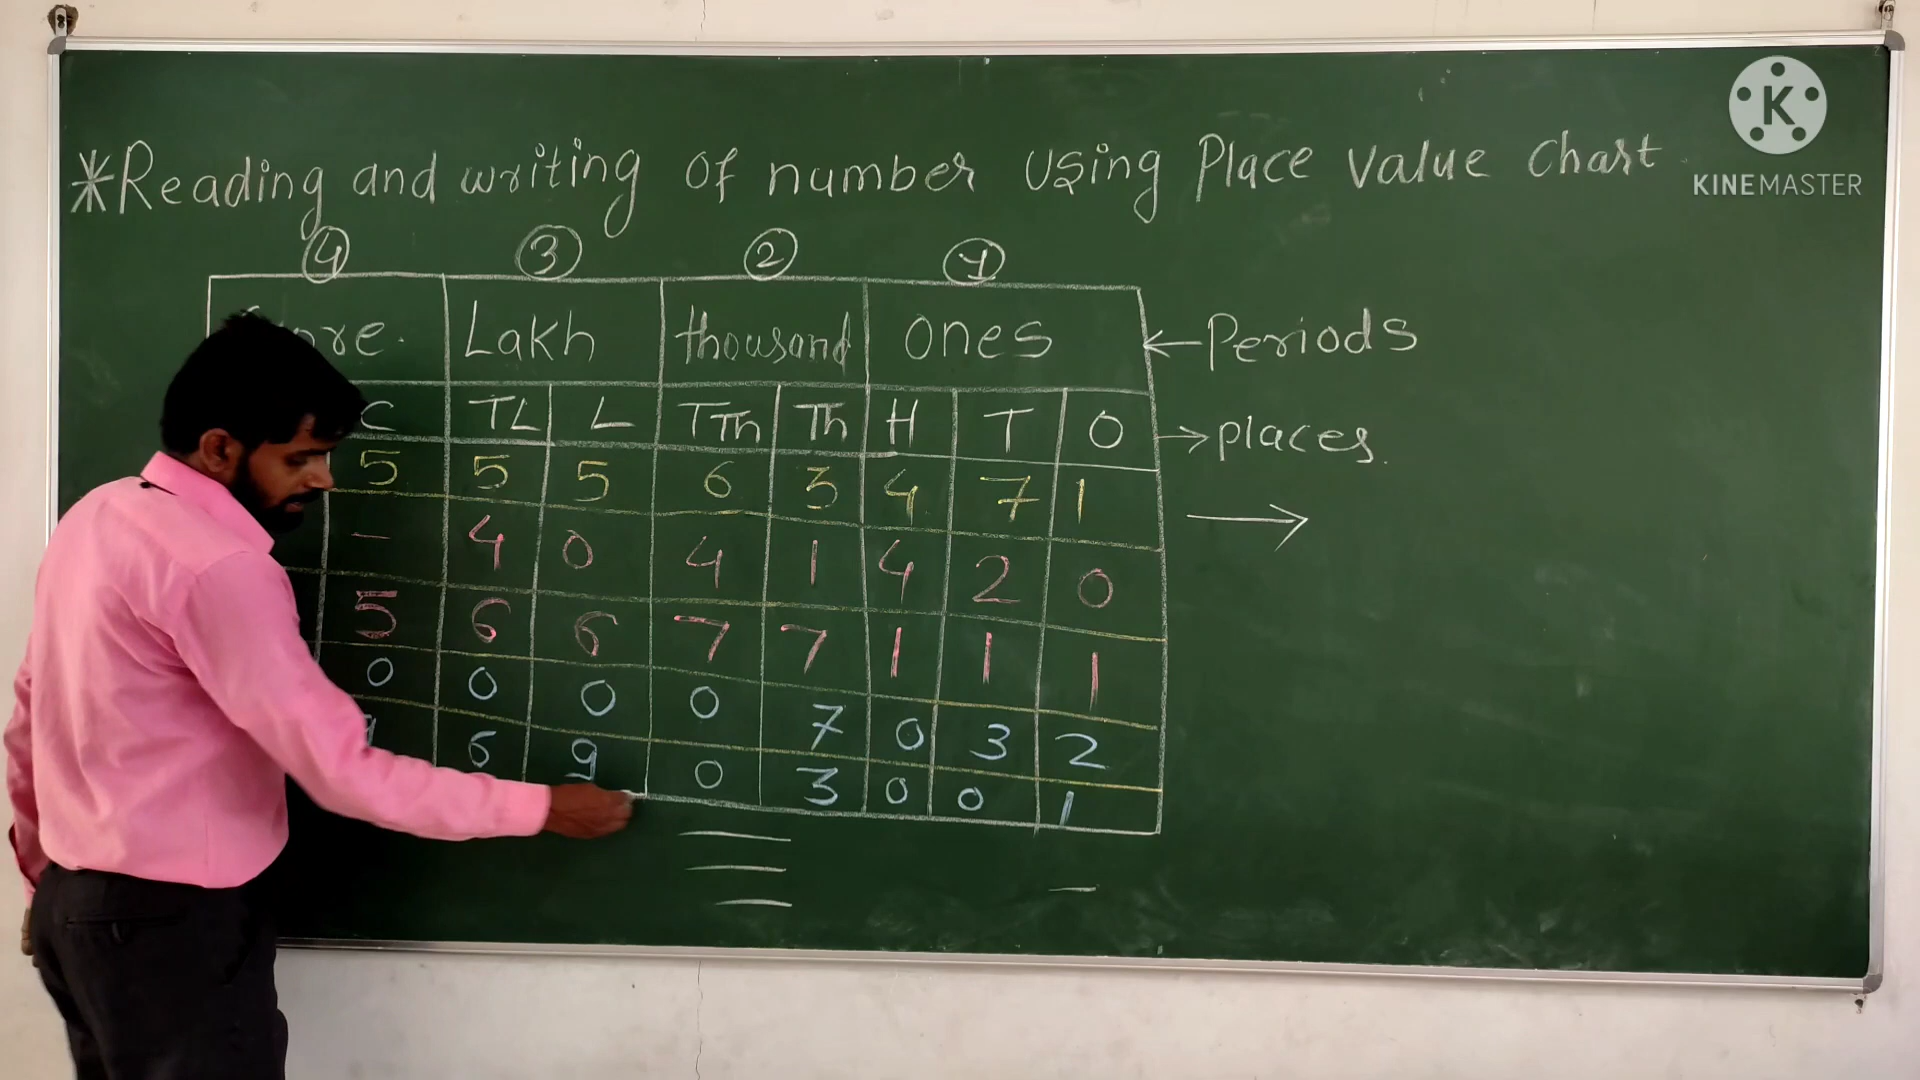 *Reading and writing of number using Place Value Chart
KINEMASTER
4 3 2 1
Lakh thousand ones ← Periods
C TL L TTh Th H T O → places.
5 5 5 6 3 4 7 1 →
- 4 0 4 1 4 2 0
5 6 6 7 7 1 1 1
0 0 0 0 7 0 3 2
6 9 0 3 0 0 1